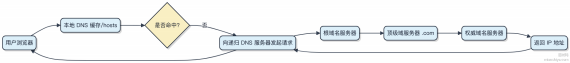 用户浏览器
本地 DNS 缓存/hosts
是否命中?
否
向递归 DNS 服务器发起请求
根域名服务器
顶级域服务器 .com
权威域名服务器
返回 IP 地址